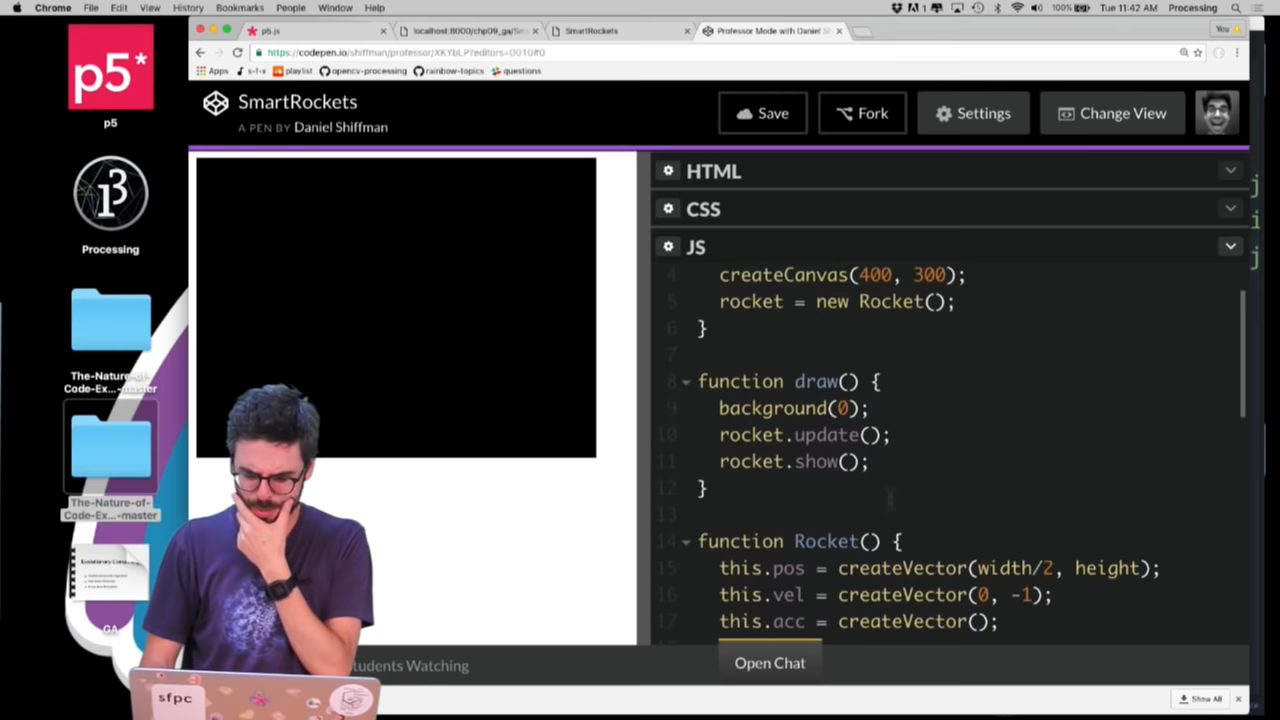 Chrome File Edit View History Bookmarks People Window Help 1 100% Tue 11:42 AM Processing
p5.js localhost:8000/chp09_ga/Sm SmartRockets Professor Mode with Daniel S You
https://codepen.io/shiffman/professor/XKYbLP?editors=0010#0
Apps s-f-x playlist opencv-processing rainbow-topics questions
p5*
p5
Processing
The-Nature-of-
Code-Ex...-master
The-Nature-of-
Code-Ex...-master
GA
SmartRockets
A PEN BY Daniel Shiffman
Save Fork Settings Change View
HTML
CSS
JS
4 createCanvas(400, 300);
5 rocket = new Rocket();
6 }
7
8 function draw() {
9 background(0);
10 rocket.update();
11 rocket.show();
12 }
13
14 function Rocket() {
15 this.pos = createVector(width/2, height);
16 this.vel = createVector(0, -1);
17 this.acc = createVector();
tudents Watching
Open Chat
Show All
sfpc